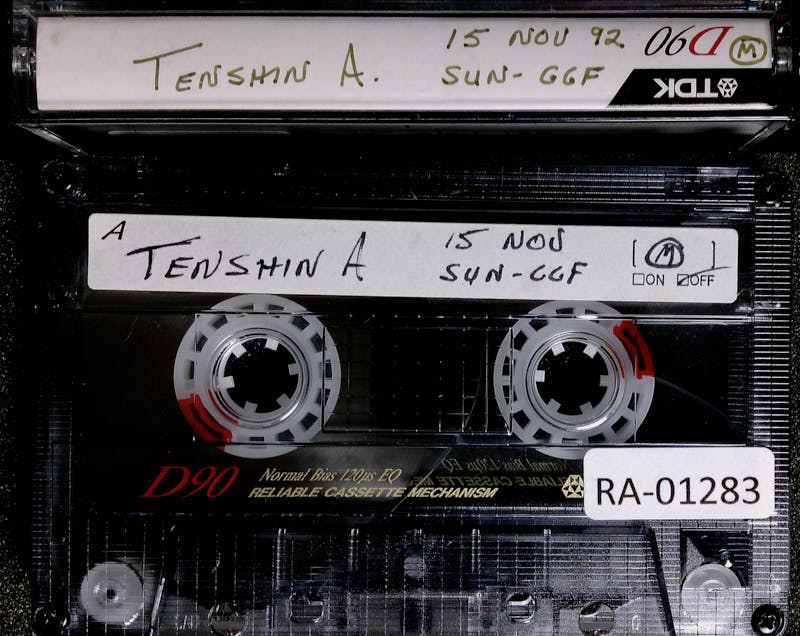 TENSHIN A.
15 NOV 92
SUN-GGF
D90
M
TDK
A
TENSHIN A
15 NOV
SUN-GGF
[ M ]
ON OFF
D90
Normal Bias 120μs EQ
RELIABLE CASSETTE MECHANISM
RA-01283